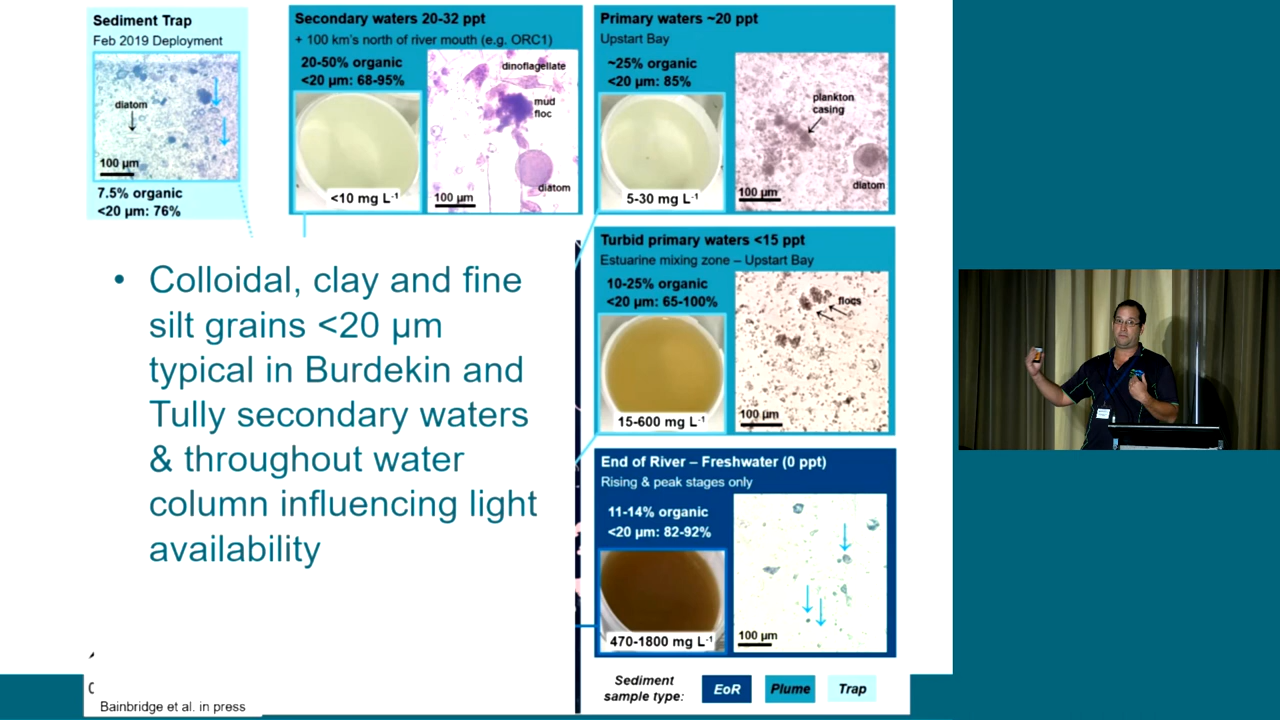 Sediment Trap
Feb 2019 Deployment
diatom
100 µm
7.5% organic
<20 µm: 76%
Secondary waters 20-32 ppt
+ 100 km's north of river mouth (e.g. ORC1)
20-50% organic
<20 µm: 68-95%
<10 mg L-1
dinoflagellate
mud
floc
diatom
100 µm
Primary waters ~20 ppt
Upstart Bay
~25% organic
<20 µm: 85%
5-30 mg L-1
plankton
casing
diatom
100 µm
Turbid primary waters <15 ppt
Estuarine mixing zone – Upstart Bay
10-25% organic
<20 µm: 65-100%
15-600 mg L-1
flocs
100 µm
End of River – Freshwater (0 ppt)
Rising & peak stages only
11-14% organic
<20 µm: 82-92%
470-1800 mg L-1
100 µm
• Colloidal, clay and fine
silt grains <20 µm
typical in Burdekin and
Tully secondary waters
& throughout water
column influencing light
availability
Sediment
sample type:
EoR
Plume
Trap
Bainbridge et al. in press